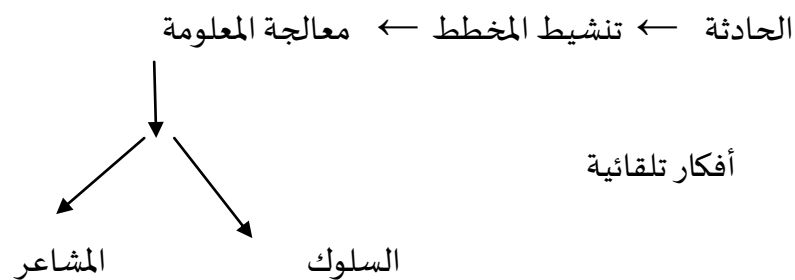 الحادثة ← تنشيط المخطط ← معالجة المعلومة
أفكار تلقائية
السلوك المشاعر